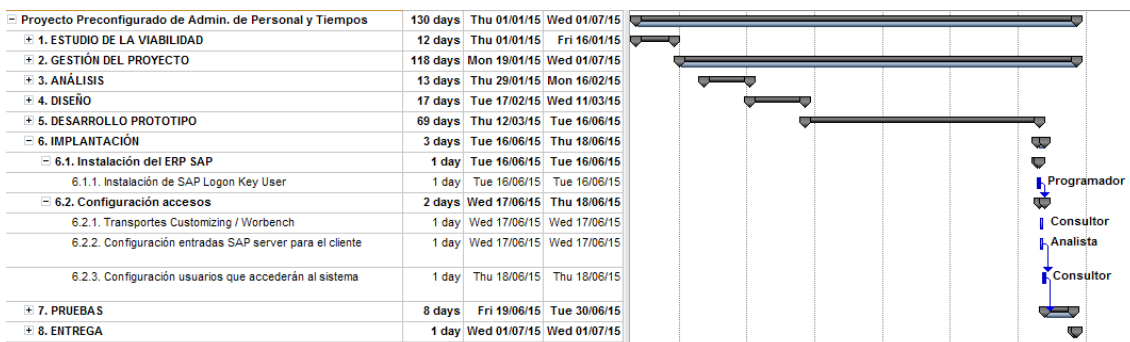 Proyecto Preconfigurado de Admin. de Personal y Tiempos 130 days Thu 01/01/15 Wed 01/07/15
1. ESTUDIO DE LA VIABILIDAD 12 days Thu 01/01/15 Fri 16/01/15
2. GESTIÓN DEL PROYECTO 118 days Mon 19/01/15 Wed 01/07/15
3. ANÁLISIS 13 days Thu 29/01/15 Mon 16/02/15
4. DISEÑO 17 days Tue 17/02/15 Wed 11/03/15
5. DESARROLLO PROTOTIPO 69 days Thu 12/03/15 Tue 16/06/15
6. IMPLANTACIÓN 3 days Tue 16/06/15 Thu 18/06/15
6.1. Instalación del ERP SAP 1 day Tue 16/06/15 Tue 16/06/15
6.1.1. Instalación de SAP Logon Key User 1 day Tue 16/06/15 Tue 16/06/15 Programador
6.2. Configuración accesos 2 days Wed 17/06/15 Thu 18/06/15
6.2.1. Transportes Customizing / Worbench 1 day Wed 17/06/15 Wed 17/06/15 Consultor
6.2.2. Configuración entradas SAP server para el cliente 1 day Wed 17/06/15 Wed 17/06/15 Analista
6.2.3. Configuración usuarios que accederán al sistema 1 day Thu 18/06/15 Thu 18/06/15 Consultor
7. PRUEBAS 8 days Fri 19/06/15 Tue 30/06/15
8. ENTREGA 1 day Wed 01/07/15 Wed 01/07/15